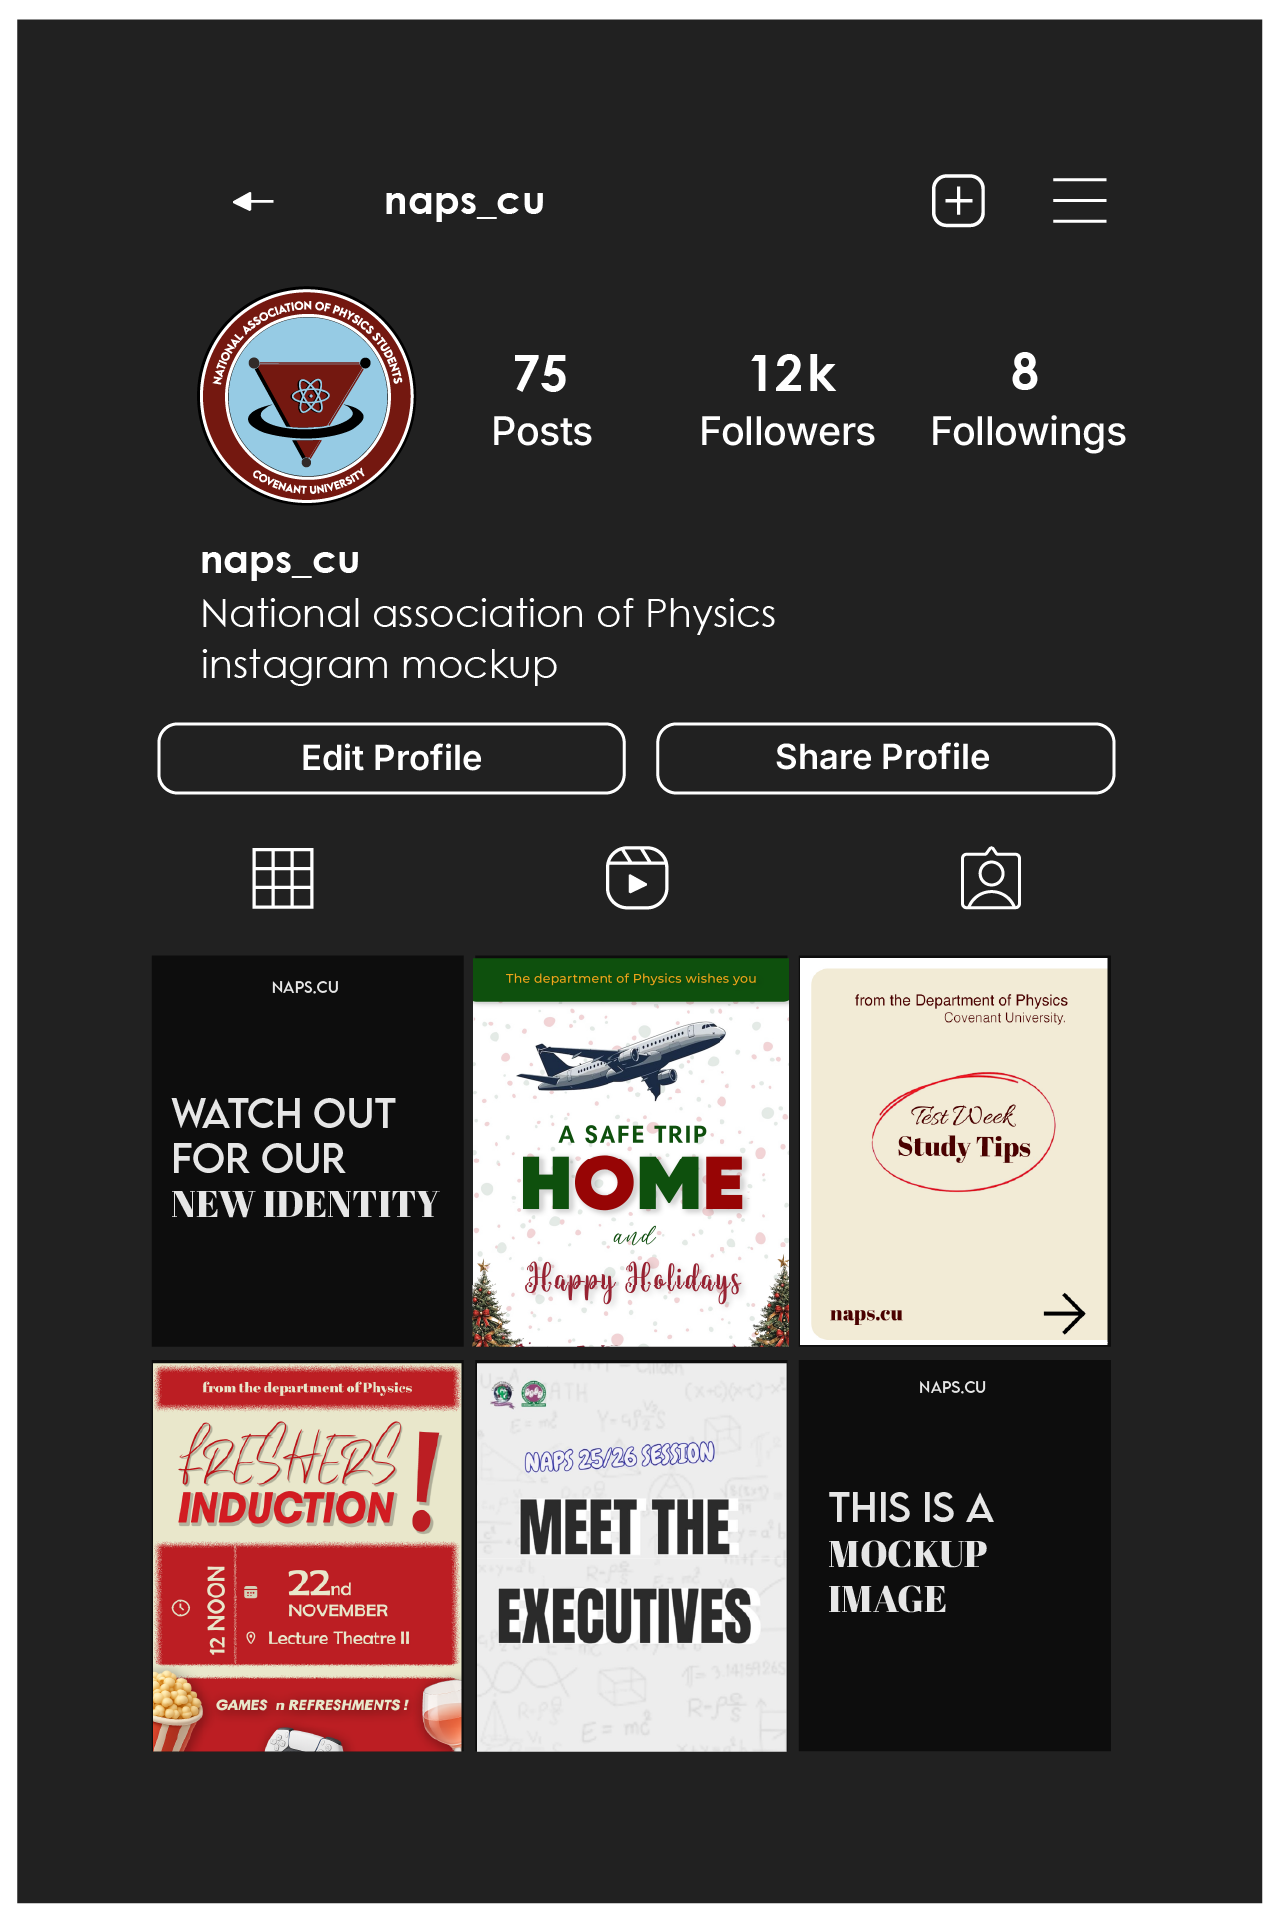 naps_cu
NATIONAL ASSOCIATION OF PHYSICS STUDENTS
COVENANT UNIVERSITY
75
Posts
12k
Followers
8
Followings
naps_cu
National association of Physics
instagram mockup
Edit Profile
Share Profile
NAPS.CU
WATCH OUT
FOR OUR
NEW IDENTITY
The department of Physics wishes you
A SAFE TRIP
HOME
and
Happy Holidays
from the Department of Physics
Covenant University.
Test Week
Study Tips
naps.cu
from the department of Physics
FRESHERS
INDUCTION!
12 NOON
22nd
NOVEMBER
Lecture Theatre II
GAMES n REFRESHMENTS !
NAPS 25/26 SESSION
MEET THE
EXECUTIVES
E = mc²
NAPS.CU
THIS IS A
MOCKUP
IMAGE